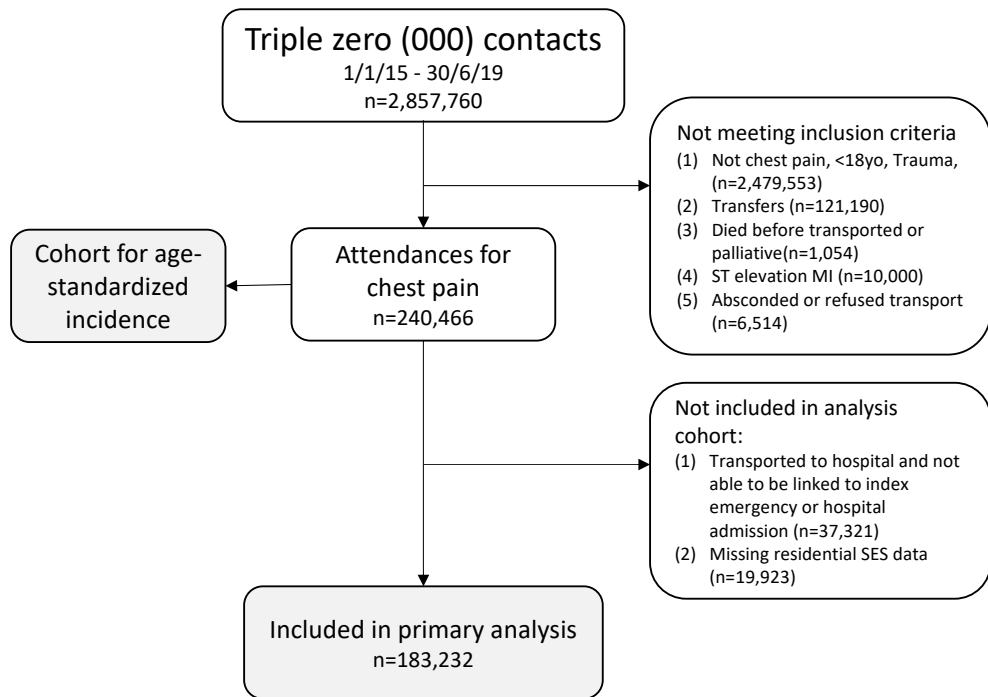 Triple zero (000) contacts
1/1/15 - 30/6/19
n=2,857,760
Not meeting inclusion criteria
(1) Not chest pain, <18yo, Trauma,
(n=2,479,553)
(2) Transfers (n=121,190)
(3) Died before transported or
palliative(n=1,054)
(4) ST elevation MI (n=10,000)
(5) Absconded or refused transport
(n=6,514)
Cohort for age-
standardized
incidence
Attendances for
chest pain
n=240,466
Not included in analysis
cohort:
(1) Transported to hospital and not
able to be linked to index
emergency or hospital
admission (n=37,321)
(2) Missing residential SES data
(n=19,923)
Included in primary analysis
n=183,232